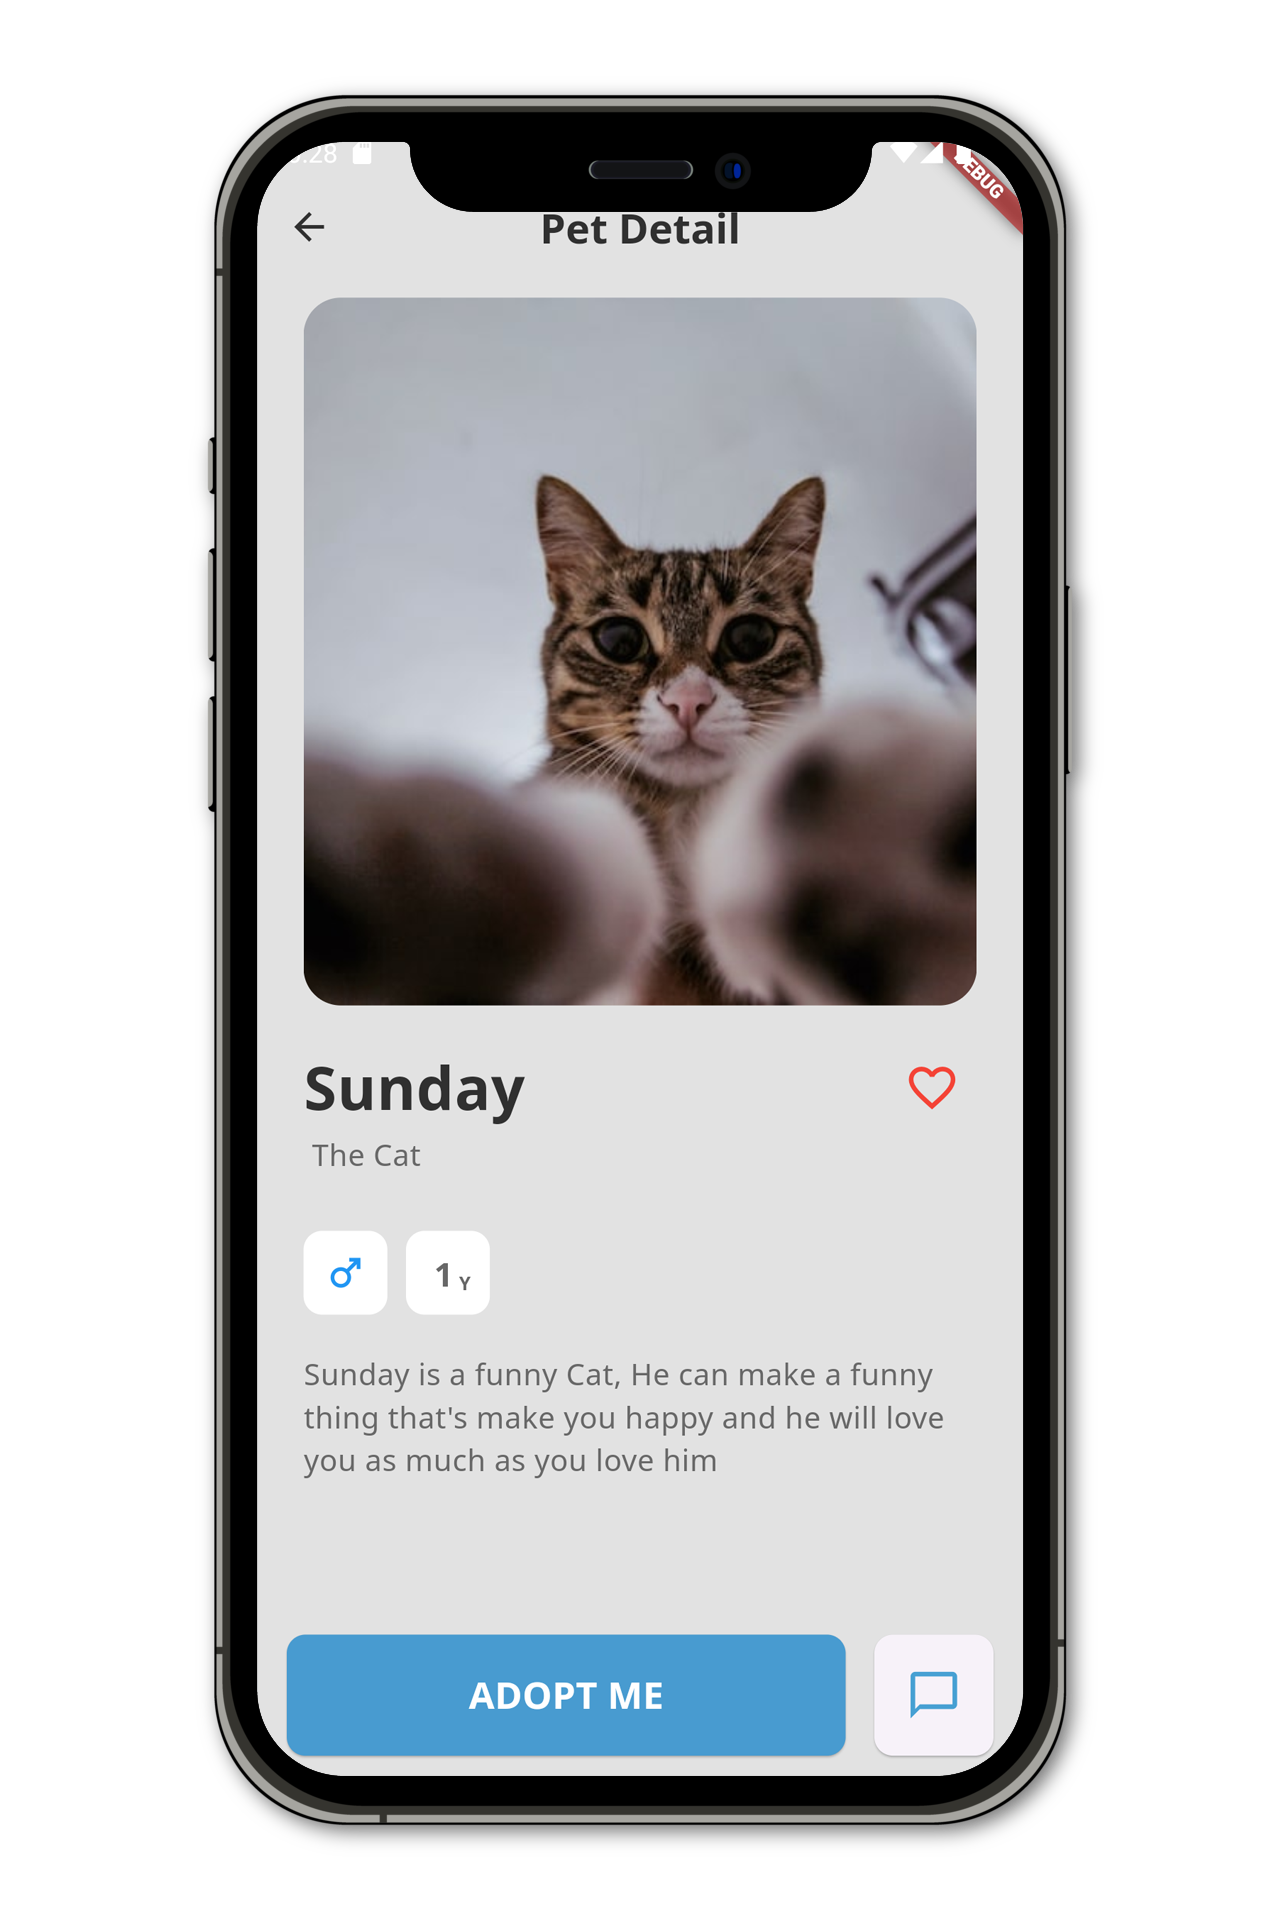 :28
EBUG
Pet Detail
Sunday
The Cat
1 Y
Sunday is a funny Cat, He can make a funny
thing that's make you happy and he will love
you as much as you love him
ADOPT ME